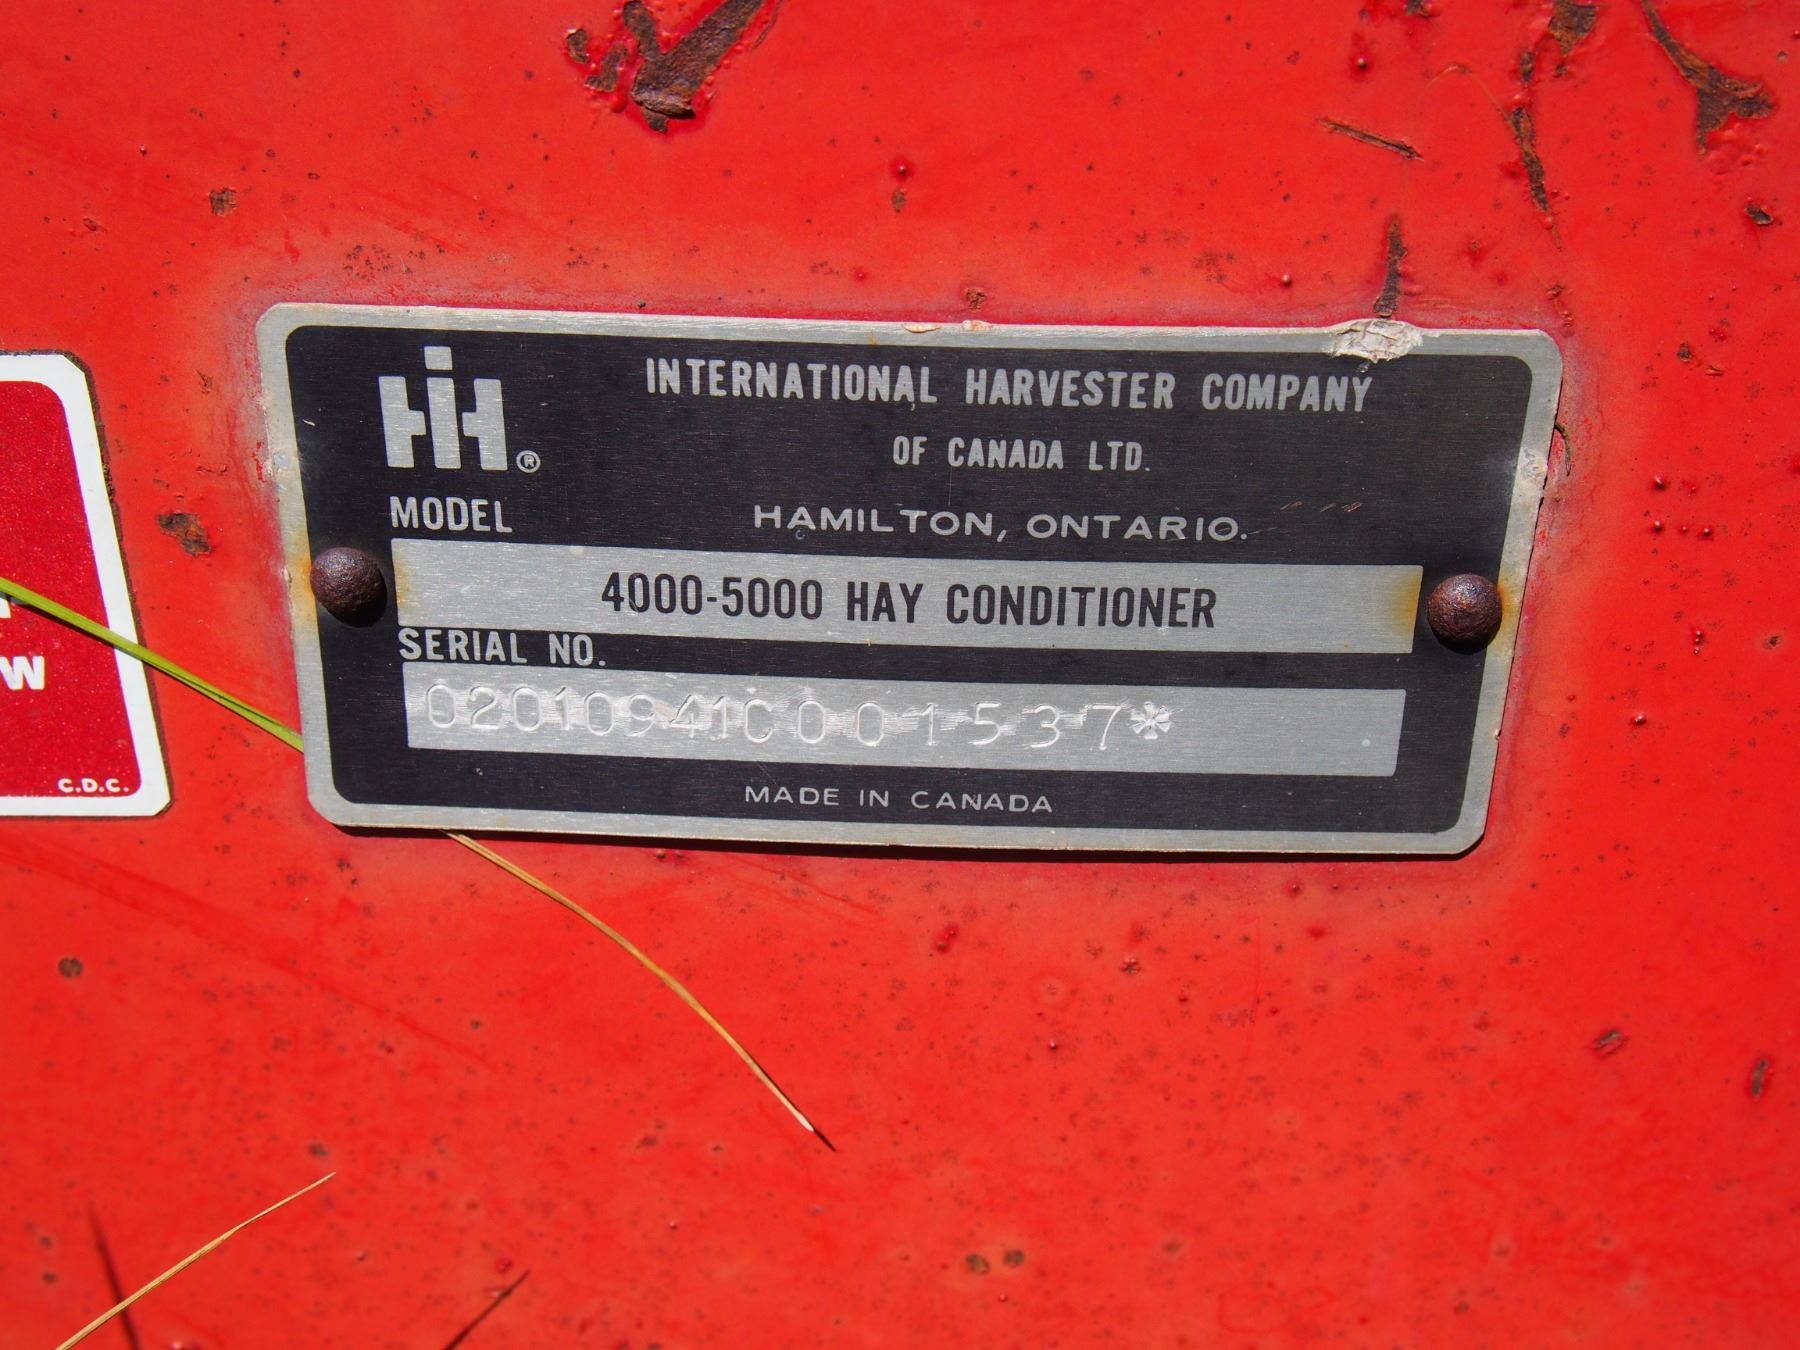 IH®
INTERNATIONAL HARVESTER COMPANY
OF CANADA LTD.
MODEL
HAMILTON, ONTARIO.
4000-5000 HAY CONDITIONER
SERIAL NO.
02010941C001537*
MADE IN CANADA
W
C.D.C.